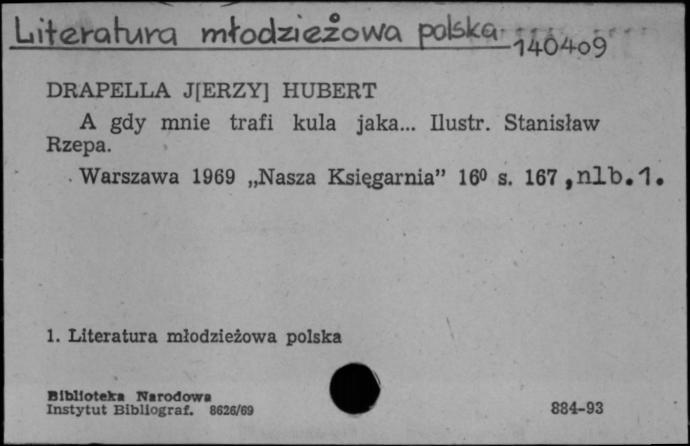 Literatura młodzieżowa polska
140409
DRAPELLA J[ERZY] HUBERT
A gdy mnie trafi kula jaka... Ilustr. Stanisław
Rzepa.
Warszawa 1969 „Nasza Księgarnia” 16⁰ s. 167, nlb. 1.
1. Literatura młodzieżowa polska
Biblioteka Narodowa
Instytut Bibliograf. 8626/69
884-93